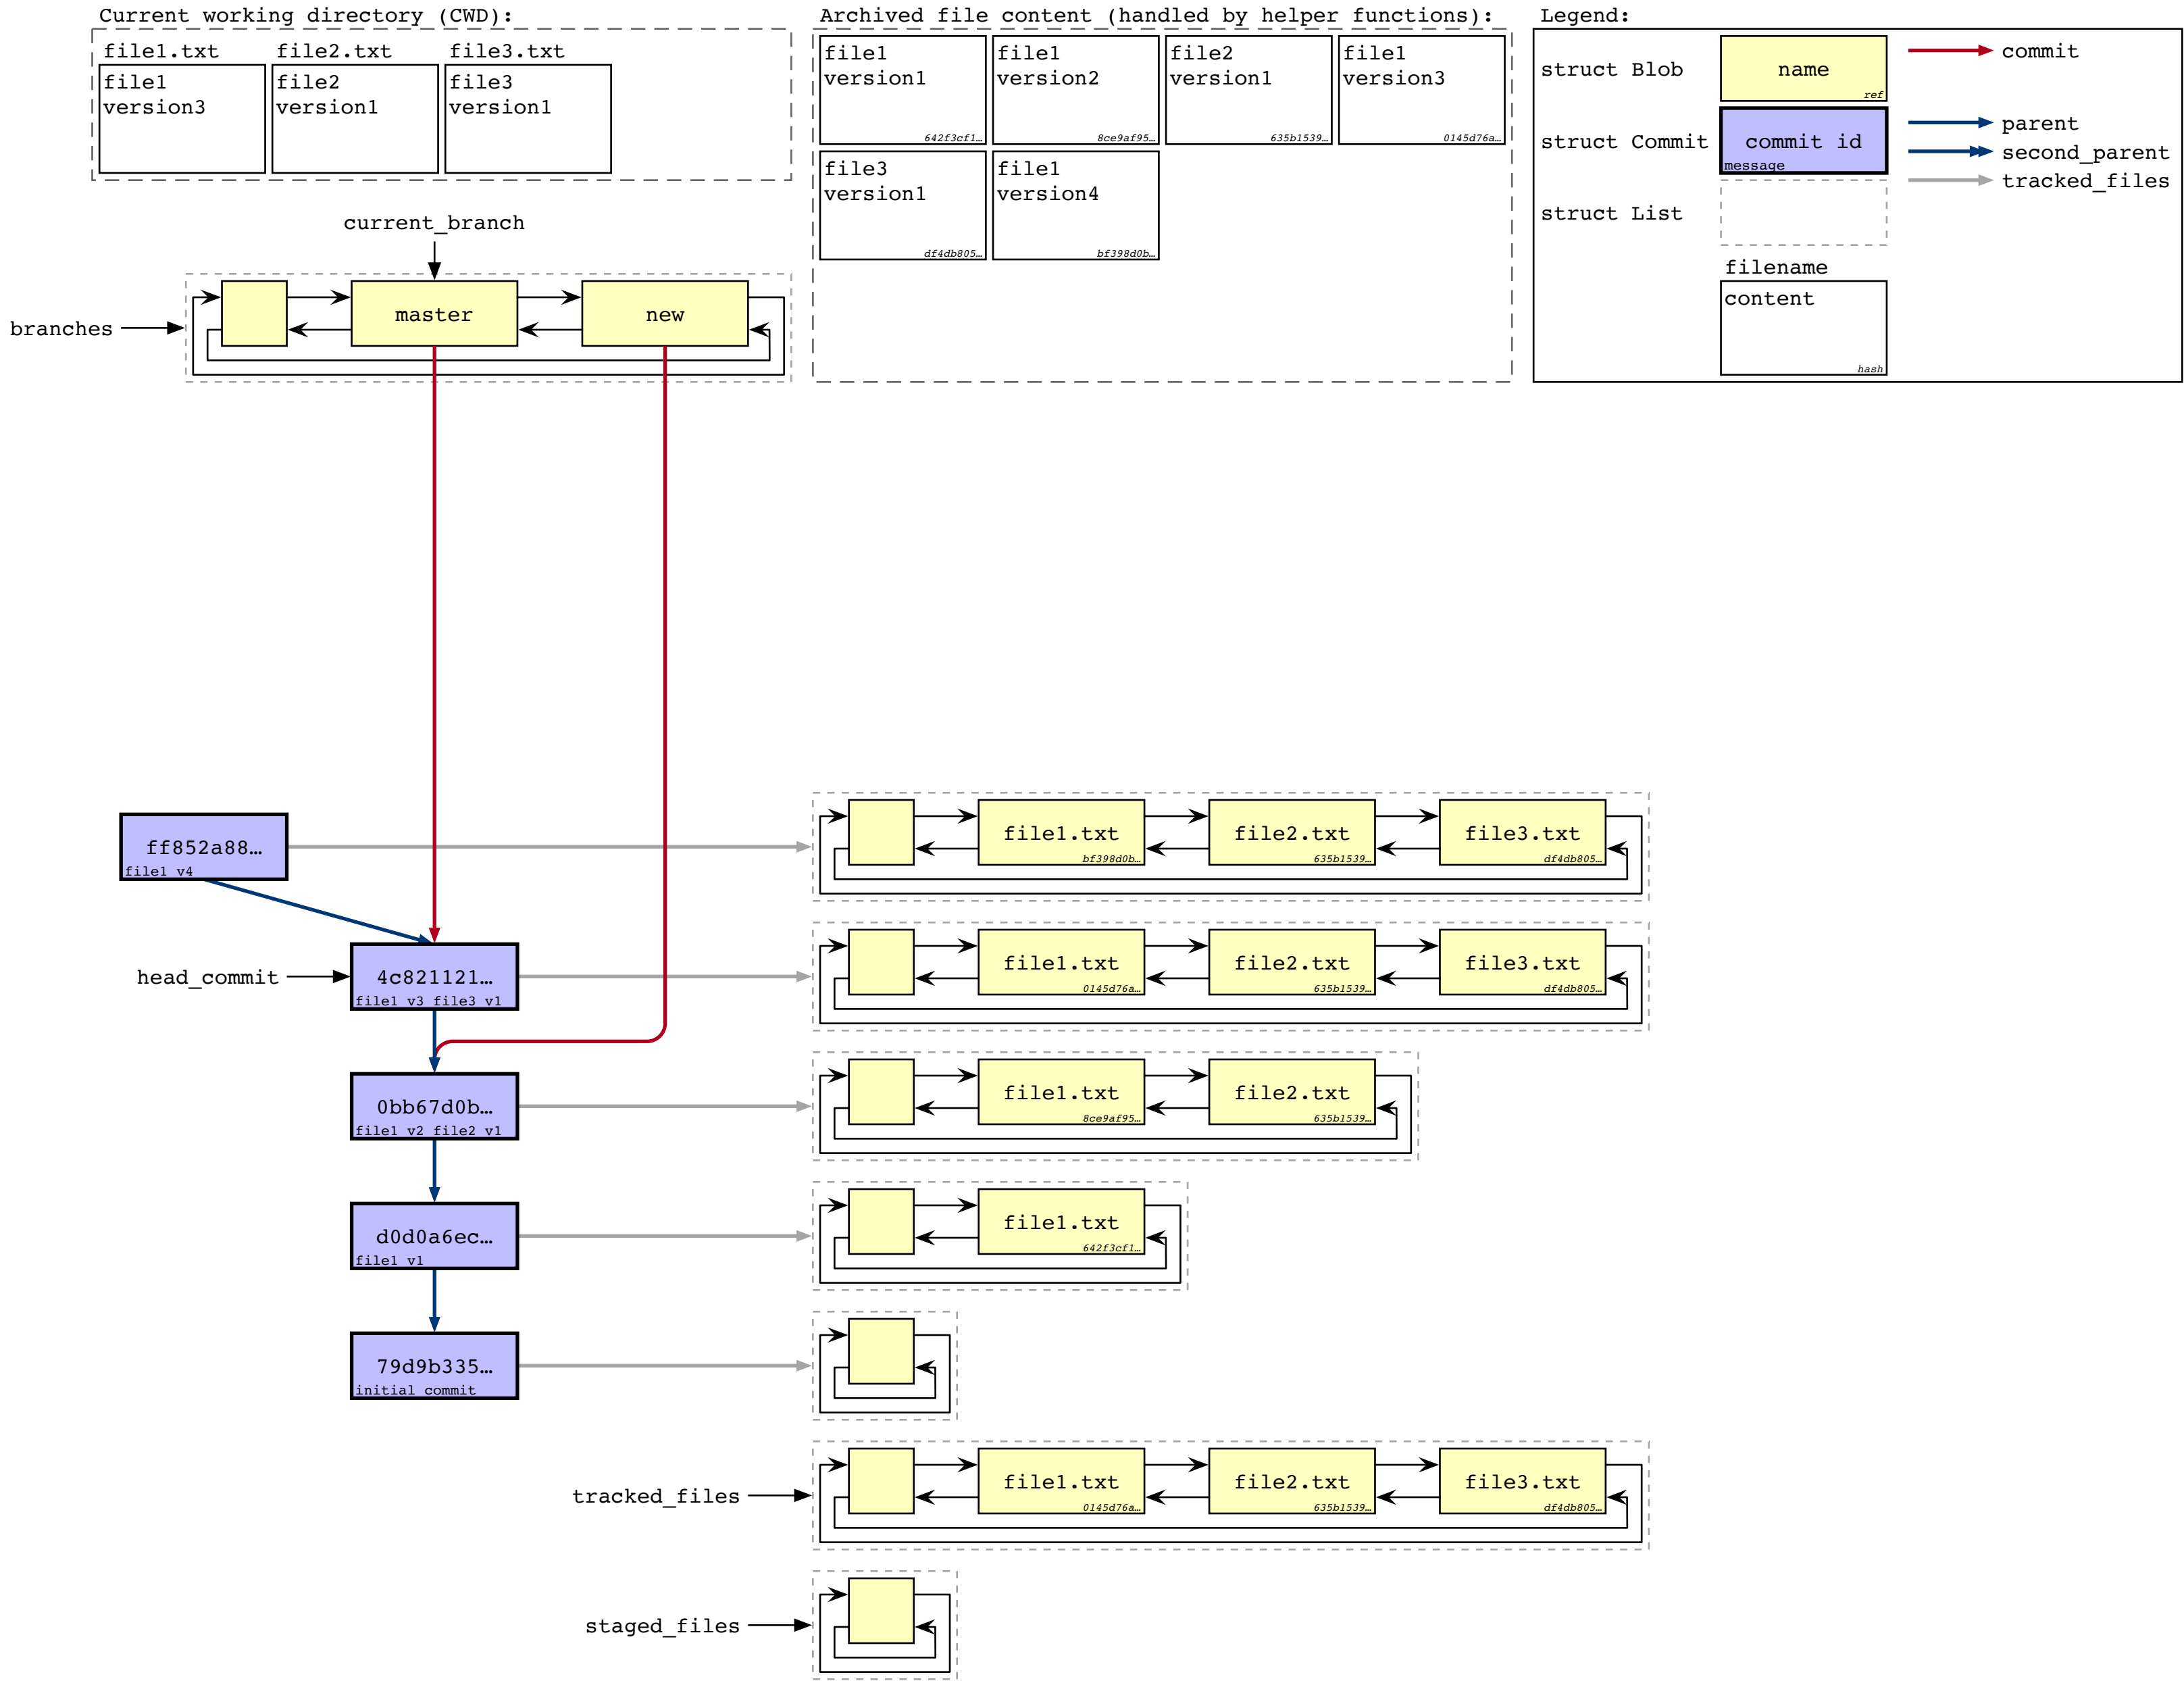 Current working directory (CWD):
file1.txt file2.txt file3.txt
file1
version3
file2
version1
file3
version1
Archived file content (handled by helper functions):
file1
version1
642f3cf1…
file1
version2
8ce9af95…
file2
version1
635b1539…
file1
version3
0145d76a…
file3
version1
df4db805…
file1
version4
bf398d0b…
Legend:
struct Blob
name
ref
struct Commit
commit id
message
struct List
filename
content
hash
commit
parent
second_parent
tracked_files
current_branch
branches
master
new
ff852a88…
file1 v4
file1.txt
bf398d0b…
file2.txt
635b1539…
file3.txt
df4db805…
head_commit
4c821121…
file1 v3 file3 v1
file1.txt
0145d76a…
file2.txt
635b1539…
file3.txt
df4db805…
0bb67d0b…
file1 v2 file2 v1
file1.txt
8ce9af95…
file2.txt
635b1539…
d0d0a6ec…
file1 v1
file1.txt
642f3cf1…
79d9b335…
initial commit
tracked_files
file1.txt
0145d76a…
file2.txt
635b1539…
file3.txt
df4db805…
staged_files